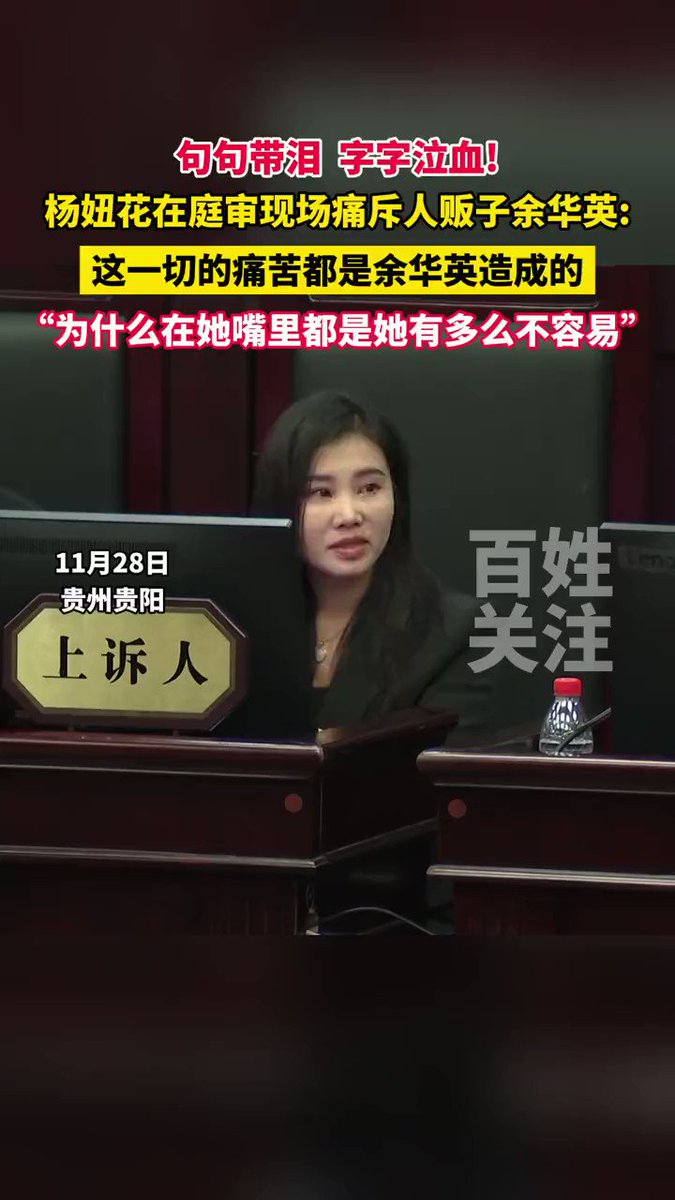 句句带泪 字字泣血!
杨妞花在庭审现场痛斥人贩子余华英:
这一切的痛苦都是余华英造成的
“为什么在她嘴里都是她有多么不容易”
11月28日
贵州贵阳
上诉人
百姓
关注